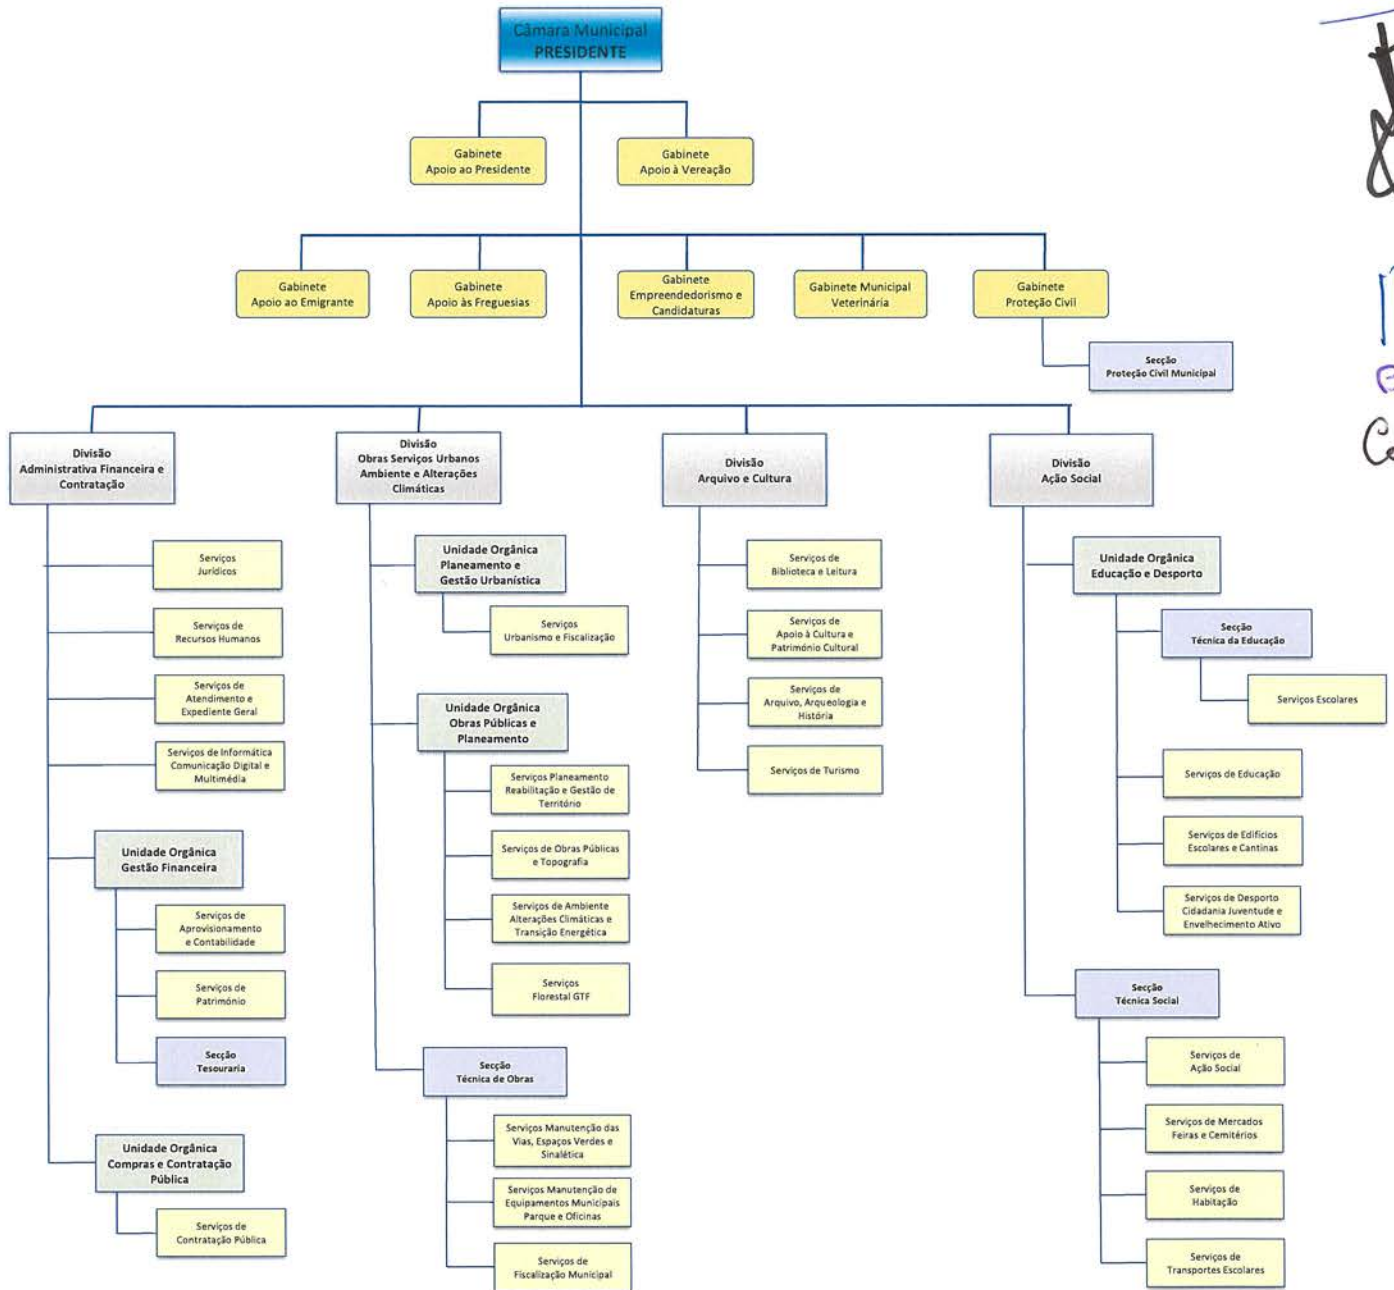 Câmara Municipal
PRESIDENTE
Gabinete
Apoio ao Presidente
Gabinete
Apoio à Vereação
Gabinete
Apoio ao Emigrante
Gabinete
Apoio às Freguesias
Gabinete
Empreendedorismo e
Candidaturas
Gabinete Municipal
Veterinária
Gabinete
Proteção Civil
Secção
Proteção Civil Municipal
Divisão
Administrativa Financeira e
Contratação
Serviços
Jurídicos
Serviços de
Recursos Humanos
Serviços de
Atendimento e
Expediente Geral
Serviços de Informática
Comunicação Digital e
Multimédia
Unidade Orgânica
Gestão Financeira
Serviços de
Aprovisionamento
e Contabilidade
Serviços de
Património
Secção
Tesouraria
Unidade Orgânica
Compras e Contratação
Pública
Serviços de
Contratação Pública
Divisão
Obras Serviços Urbanos
Ambiente e Alterações
Climáticas
Unidade Orgânica
Planeamento e
Gestão Urbanística
Serviços
Urbanismo e Fiscalização
Unidade Orgânica
Obras Públicas e
Planeamento
Serviços Planeamento
Reabilitação e Gestão de
Território
Serviços de Obras Públicas
e Topografia
Serviços de Ambiente
Alterações Climáticas e
Transição Energética
Serviços
Florestal GTF
Secção
Técnica de Obras
Serviços Manutenção das
Vias, Espaços Verdes e
Sinalética
Serviços Manutenção de
Equipamentos Municipais
Parque e Oficinas
Serviços de
Fiscalização Municipal
Divisão
Arquivo e Cultura
Serviços de
Biblioteca e Leitura
Serviços de
Apoio à Cultura e
Património Cultural
Serviços de
Arquivo, Arqueologia e
História
Serviços de Turismo
Divisão
Ação Social
Unidade Orgânica
Educação e Desporto
Secção
Técnica da Educação
Serviços Escolares
Serviços de Educação
Serviços de Edifícios
Escolares e Cantinas
Serviços de Desporto
Cidadania Juventude e
Envelhecimento Ativo
Secção
Técnica Social
Serviços de
Ação Social
Serviços de Mercados
Feiras e Cemitérios
Serviços de
Habitação
Serviços de
Transportes Escolares